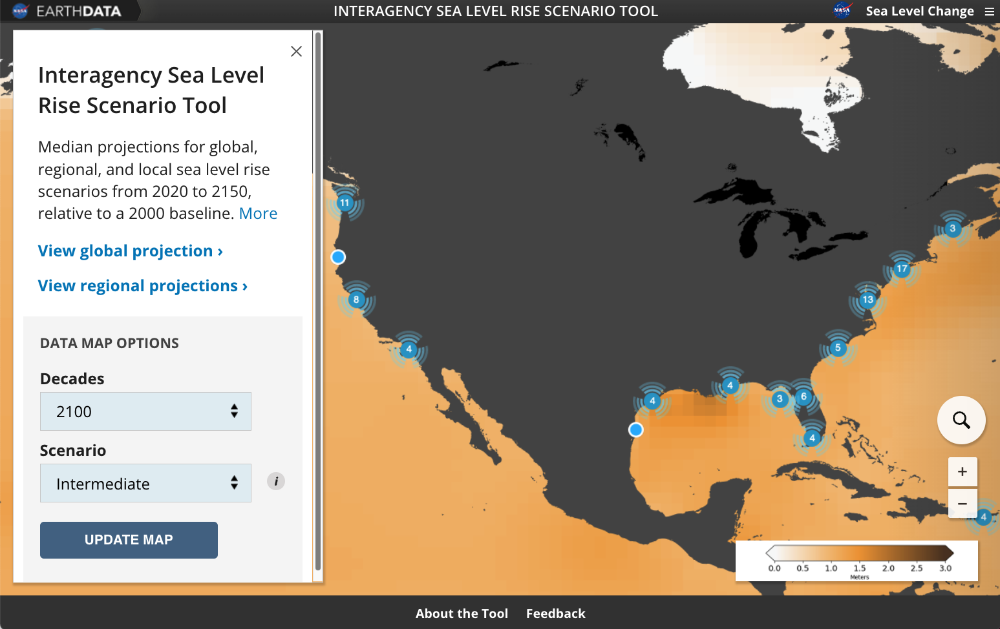 NASA EARTHDATA
INTERAGENCY SEA LEVEL RISE SCENARIO TOOL
NASA Sea Level Change
Interagency Sea Level
Rise Scenario Tool
Median projections for global,
regional, and local sea level rise
scenarios from 2020 to 2150,
relative to a 2000 baseline. More
View global projection ›
View regional projections ›
DATA MAP OPTIONS
Decades
2100
Scenario
Intermediate
i
UPDATE MAP
11
8
4
3
17
13
5
4
4
3
6
4
4
+
−
0.0 0.5 1.0 1.5 2.0 2.5 3.0
Meters
About the Tool Feedback